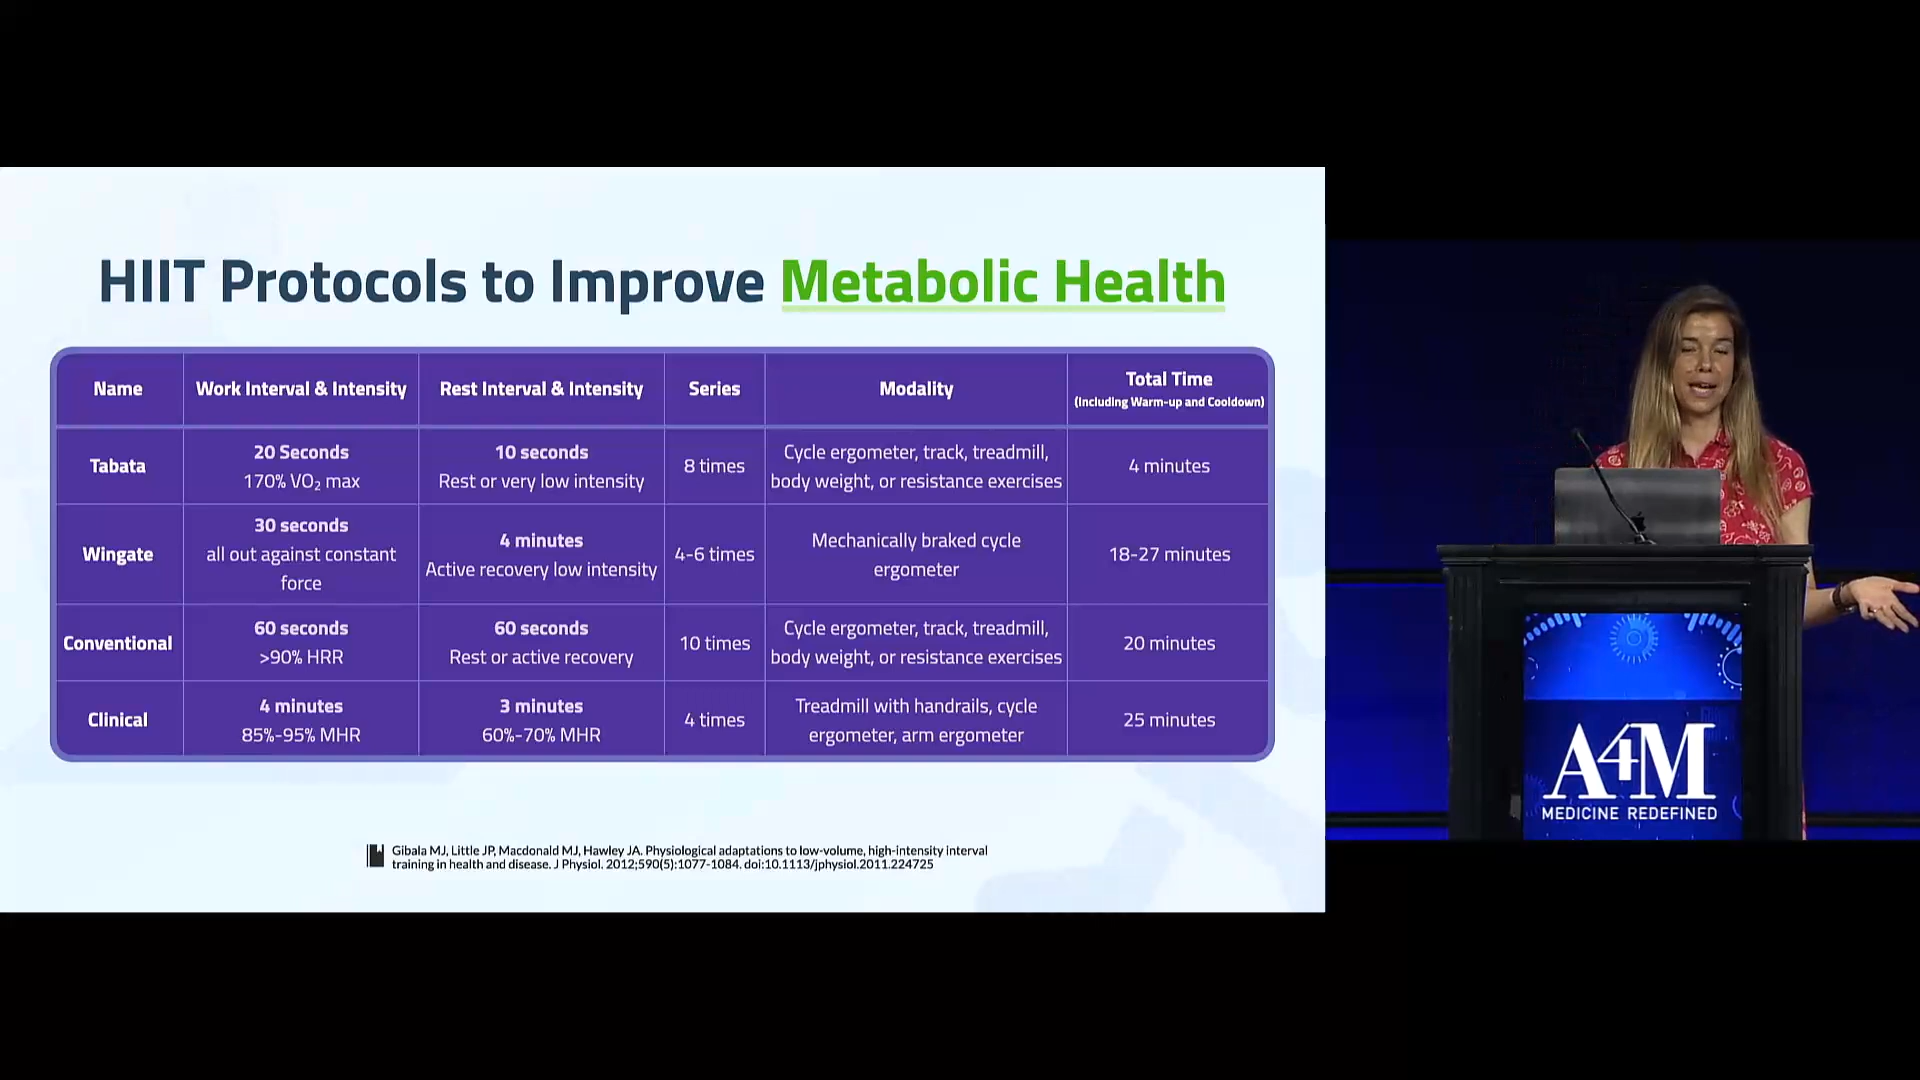 HIIT Protocols to Improve Metabolic Health
Name
Work Interval & Intensity
Rest Interval & Intensity
Series
Modality
Total Time
(Including Warm-up and Cooldown)
Tabata
20 Seconds
170% VO₂ max
10 seconds
Rest or very low intensity
8 times
Cycle ergometer, track, treadmill,
body weight, or resistance exercises
4 minutes
Wingate
30 seconds
all out against constant
force
4 minutes
Active recovery low intensity
4-6 times
Mechanically braked cycle
ergometer
18-27 minutes
Conventional
60 seconds
>90% HRR
60 seconds
Rest or active recovery
10 times
Cycle ergometer, track, treadmill,
body weight, or resistance exercises
20 minutes
Clinical
4 minutes
85%-95% MHR
3 minutes
60%-70% MHR
4 times
Treadmill with handrails, cycle
ergometer, arm ergometer
25 minutes
Gibala MJ, Little JP, Macdonald MJ, Hawley JA. Physiological adaptations to low-volume, high-intensity interval
training in health and disease. J Physiol. 2012;590(5):1077-1084. doi:10.1113/jphysiol.2011.224725
A4M
MEDICINE REDEFINED